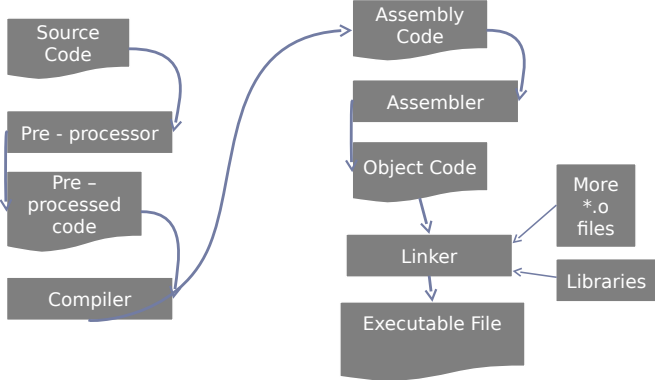 Source
Code
Pre - processor
Pre –
processed
code
Compiler
Assembly
Code
Assembler
Object Code
Linker
Executable File
More
*.o
files
Libraries